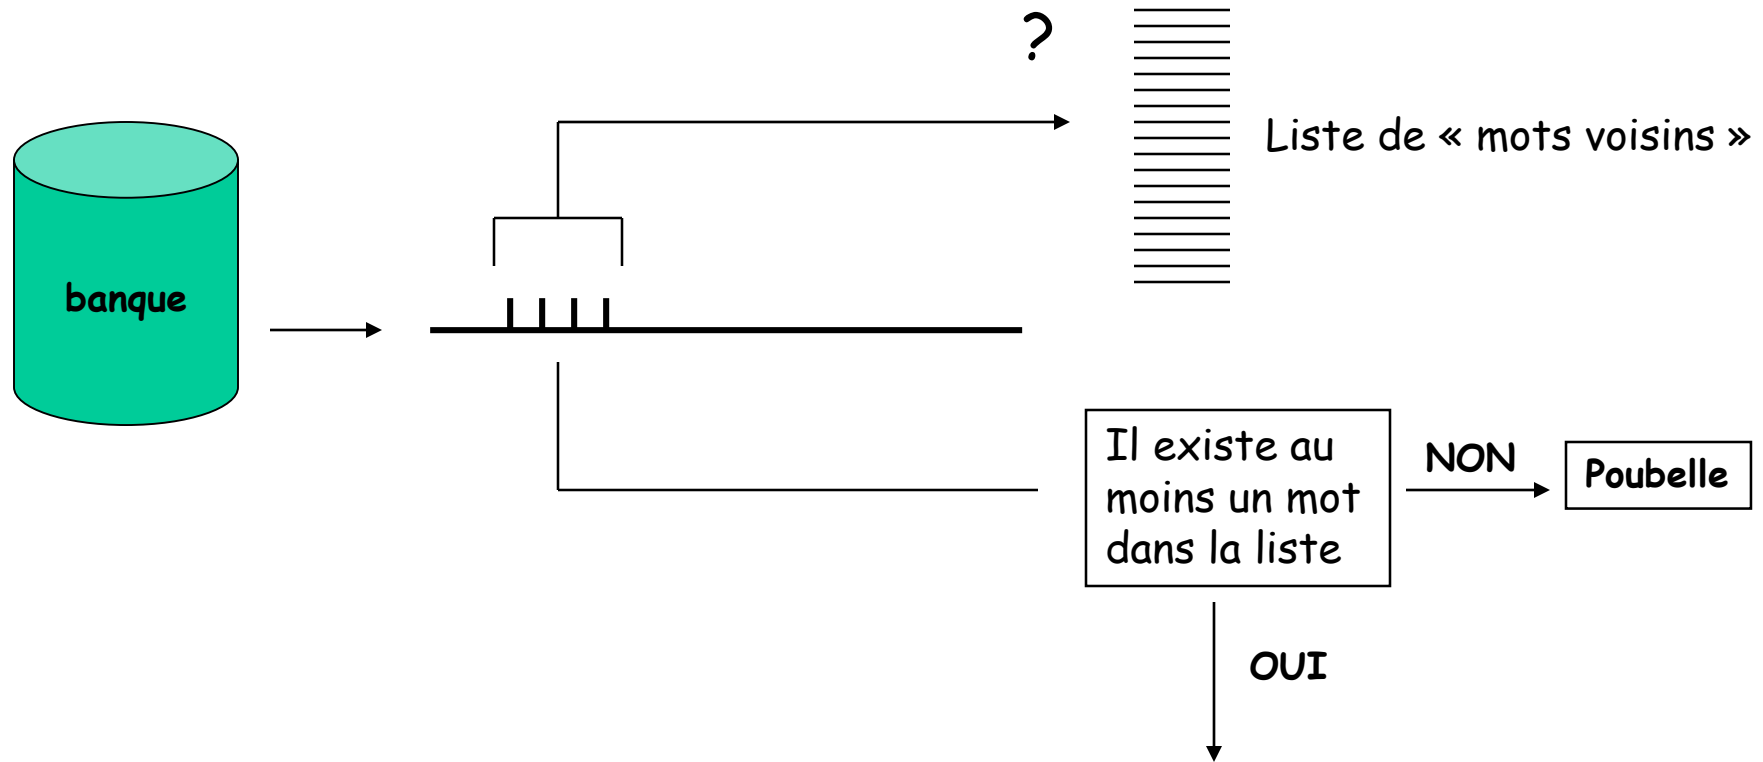 ?
Liste de « mots voisins »
banque
Il existe au
moins un mot
dans la liste
NON
Poubelle
OUI